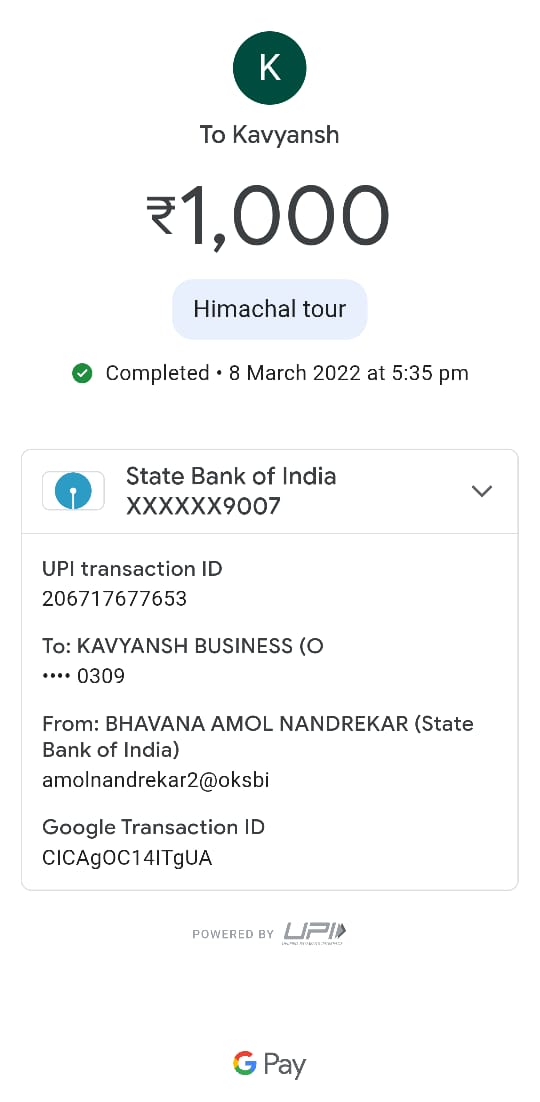 K
To Kavyansh
₹1,000
Himachal tour
Completed • 8 March 2022 at 5:35 pm
State Bank of India
XXXXXX9007
UPI transaction ID
206717677653
To: KAVYANSH BUSINESS (O
•••• 0309
From: BHAVANA AMOL NANDREKAR (State
Bank of India)
amolnandrekar2@oksbi
Google Transaction ID
CICAgOC14ITgUA
POWERED BY UPI
G Pay